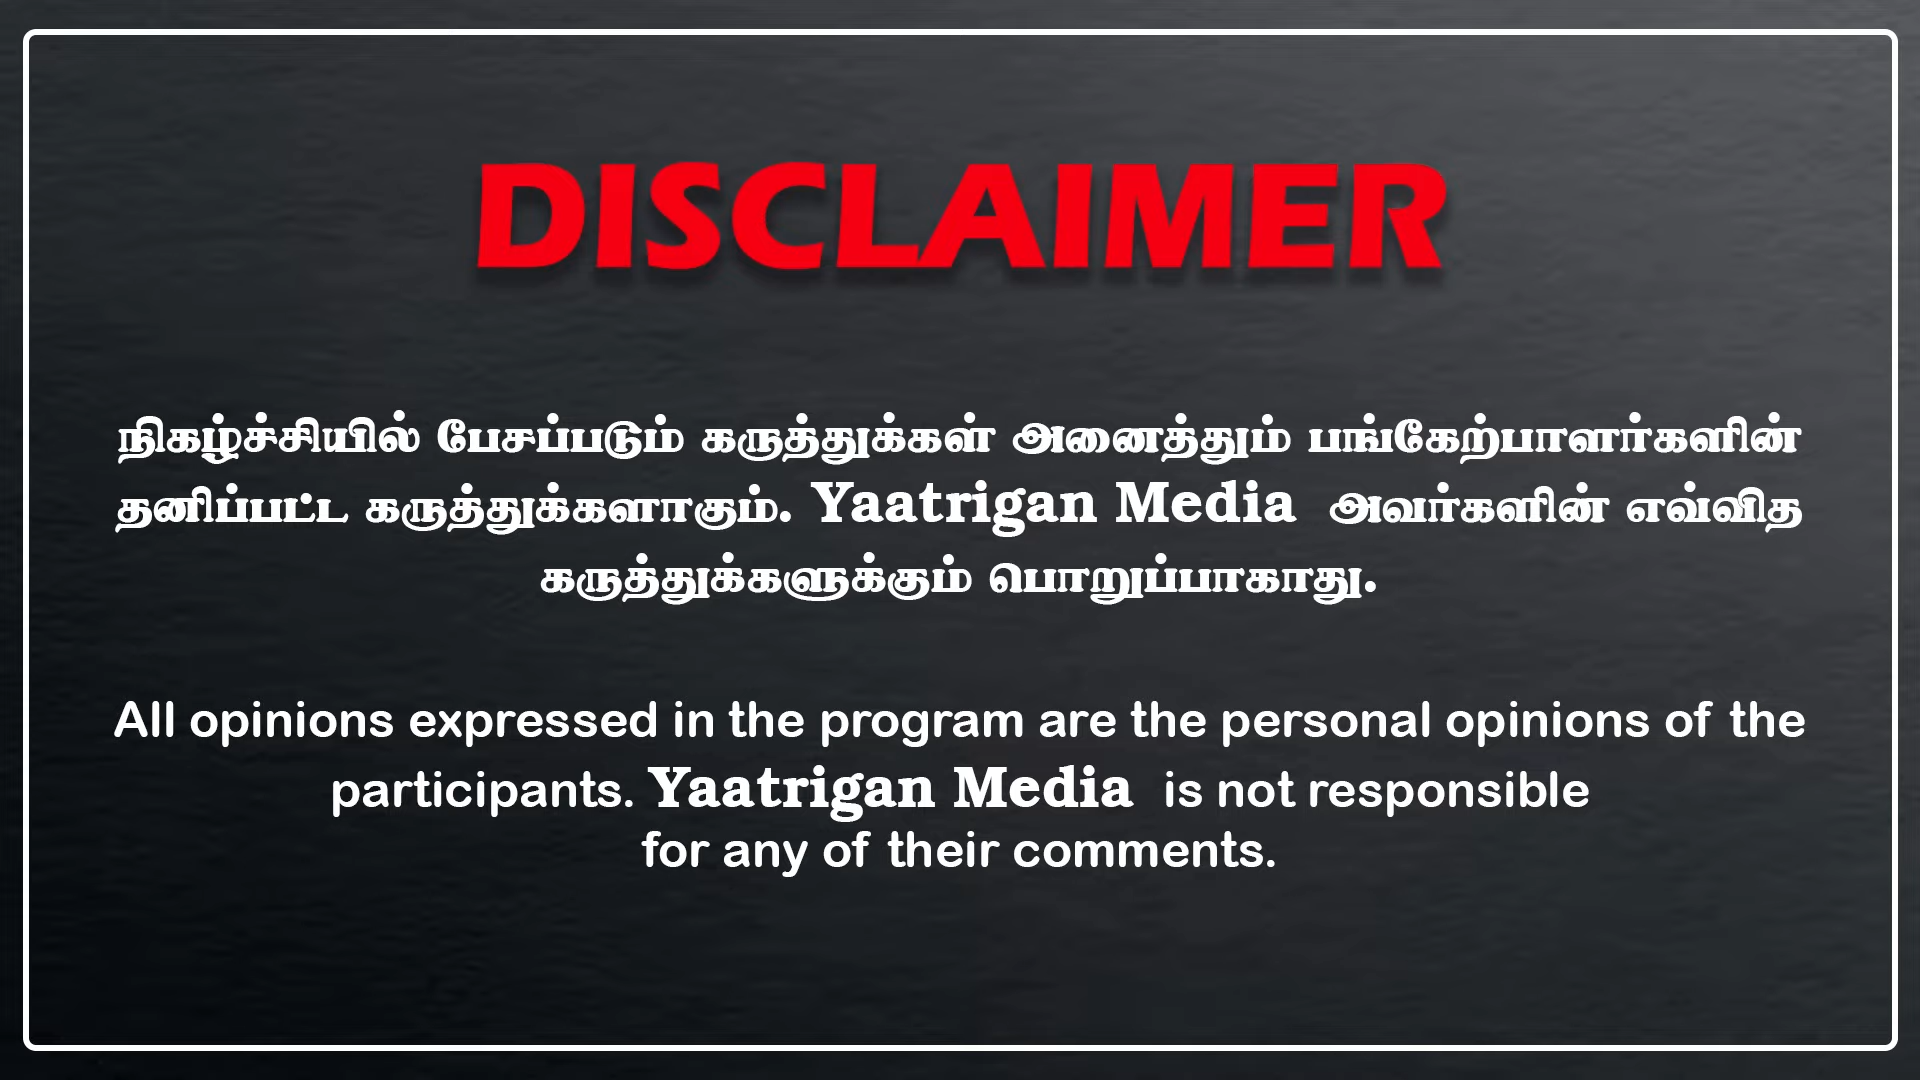 DISCLAIMER
நிகழ்ச்சியில் பேசப்படும் கருத்துக்கள் அனைத்தும் பங்கேற்பாளர்களின்
தனிப்பட்ட கருத்துக்களாகும். Yaatrigan Media அவர்களின் எவ்வித
கருத்துக்களுக்கும் பொறுப்பாகாது.
All opinions expressed in the program are the personal opinions of the
participants. Yaatrigan Media is not responsible
for any of their comments.